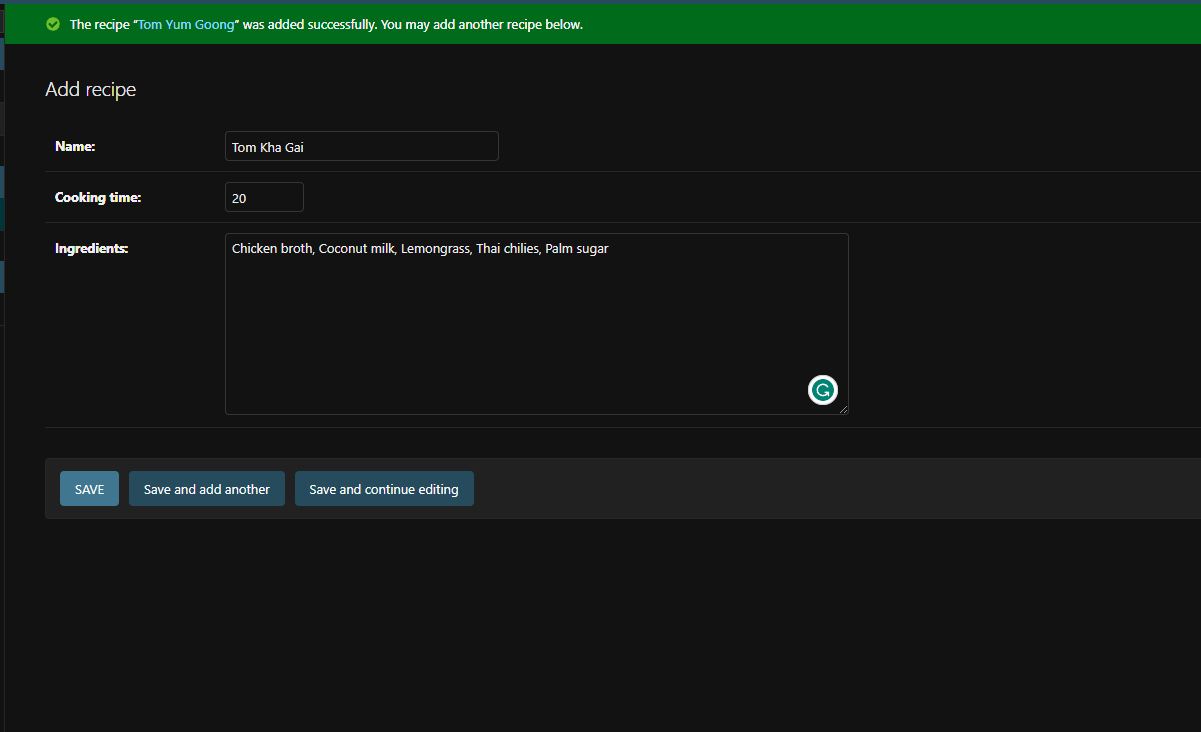 The recipe “Tom Yum Goong” was added successfully. You may add another recipe below.
Add recipe
Name:
Tom Kha Gai
Cooking time:
20
Ingredients:
Chicken broth, Coconut milk, Lemongrass, Thai chilies, Palm sugar
SAVE
Save and add another
Save and continue editing